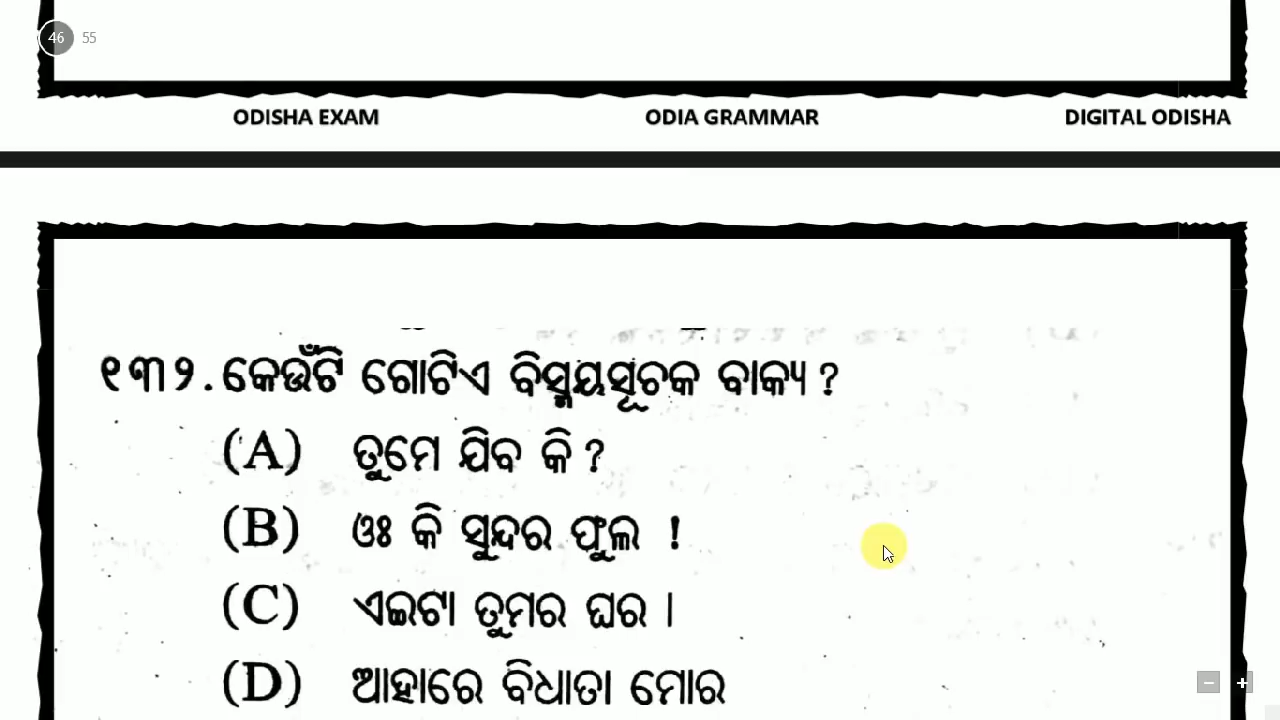 46 55
ODISHA EXAM ODIA GRAMMAR DIGITAL ODISHA
୧୩୨. କେଉଁଟି ଗୋଟିଏ ବିସ୍ମୟସୂଚକ ବାକ୍ୟ ?
(A) ତୁମେ ଯିବ କି ?
(B) ଓଃ କି ସୁନ୍ଦର ଫୁଲ !
(C) ଏଇଟା ତୁମର ଘର ।
(D) ଆହାରେ ବିଧାତା ମୋର